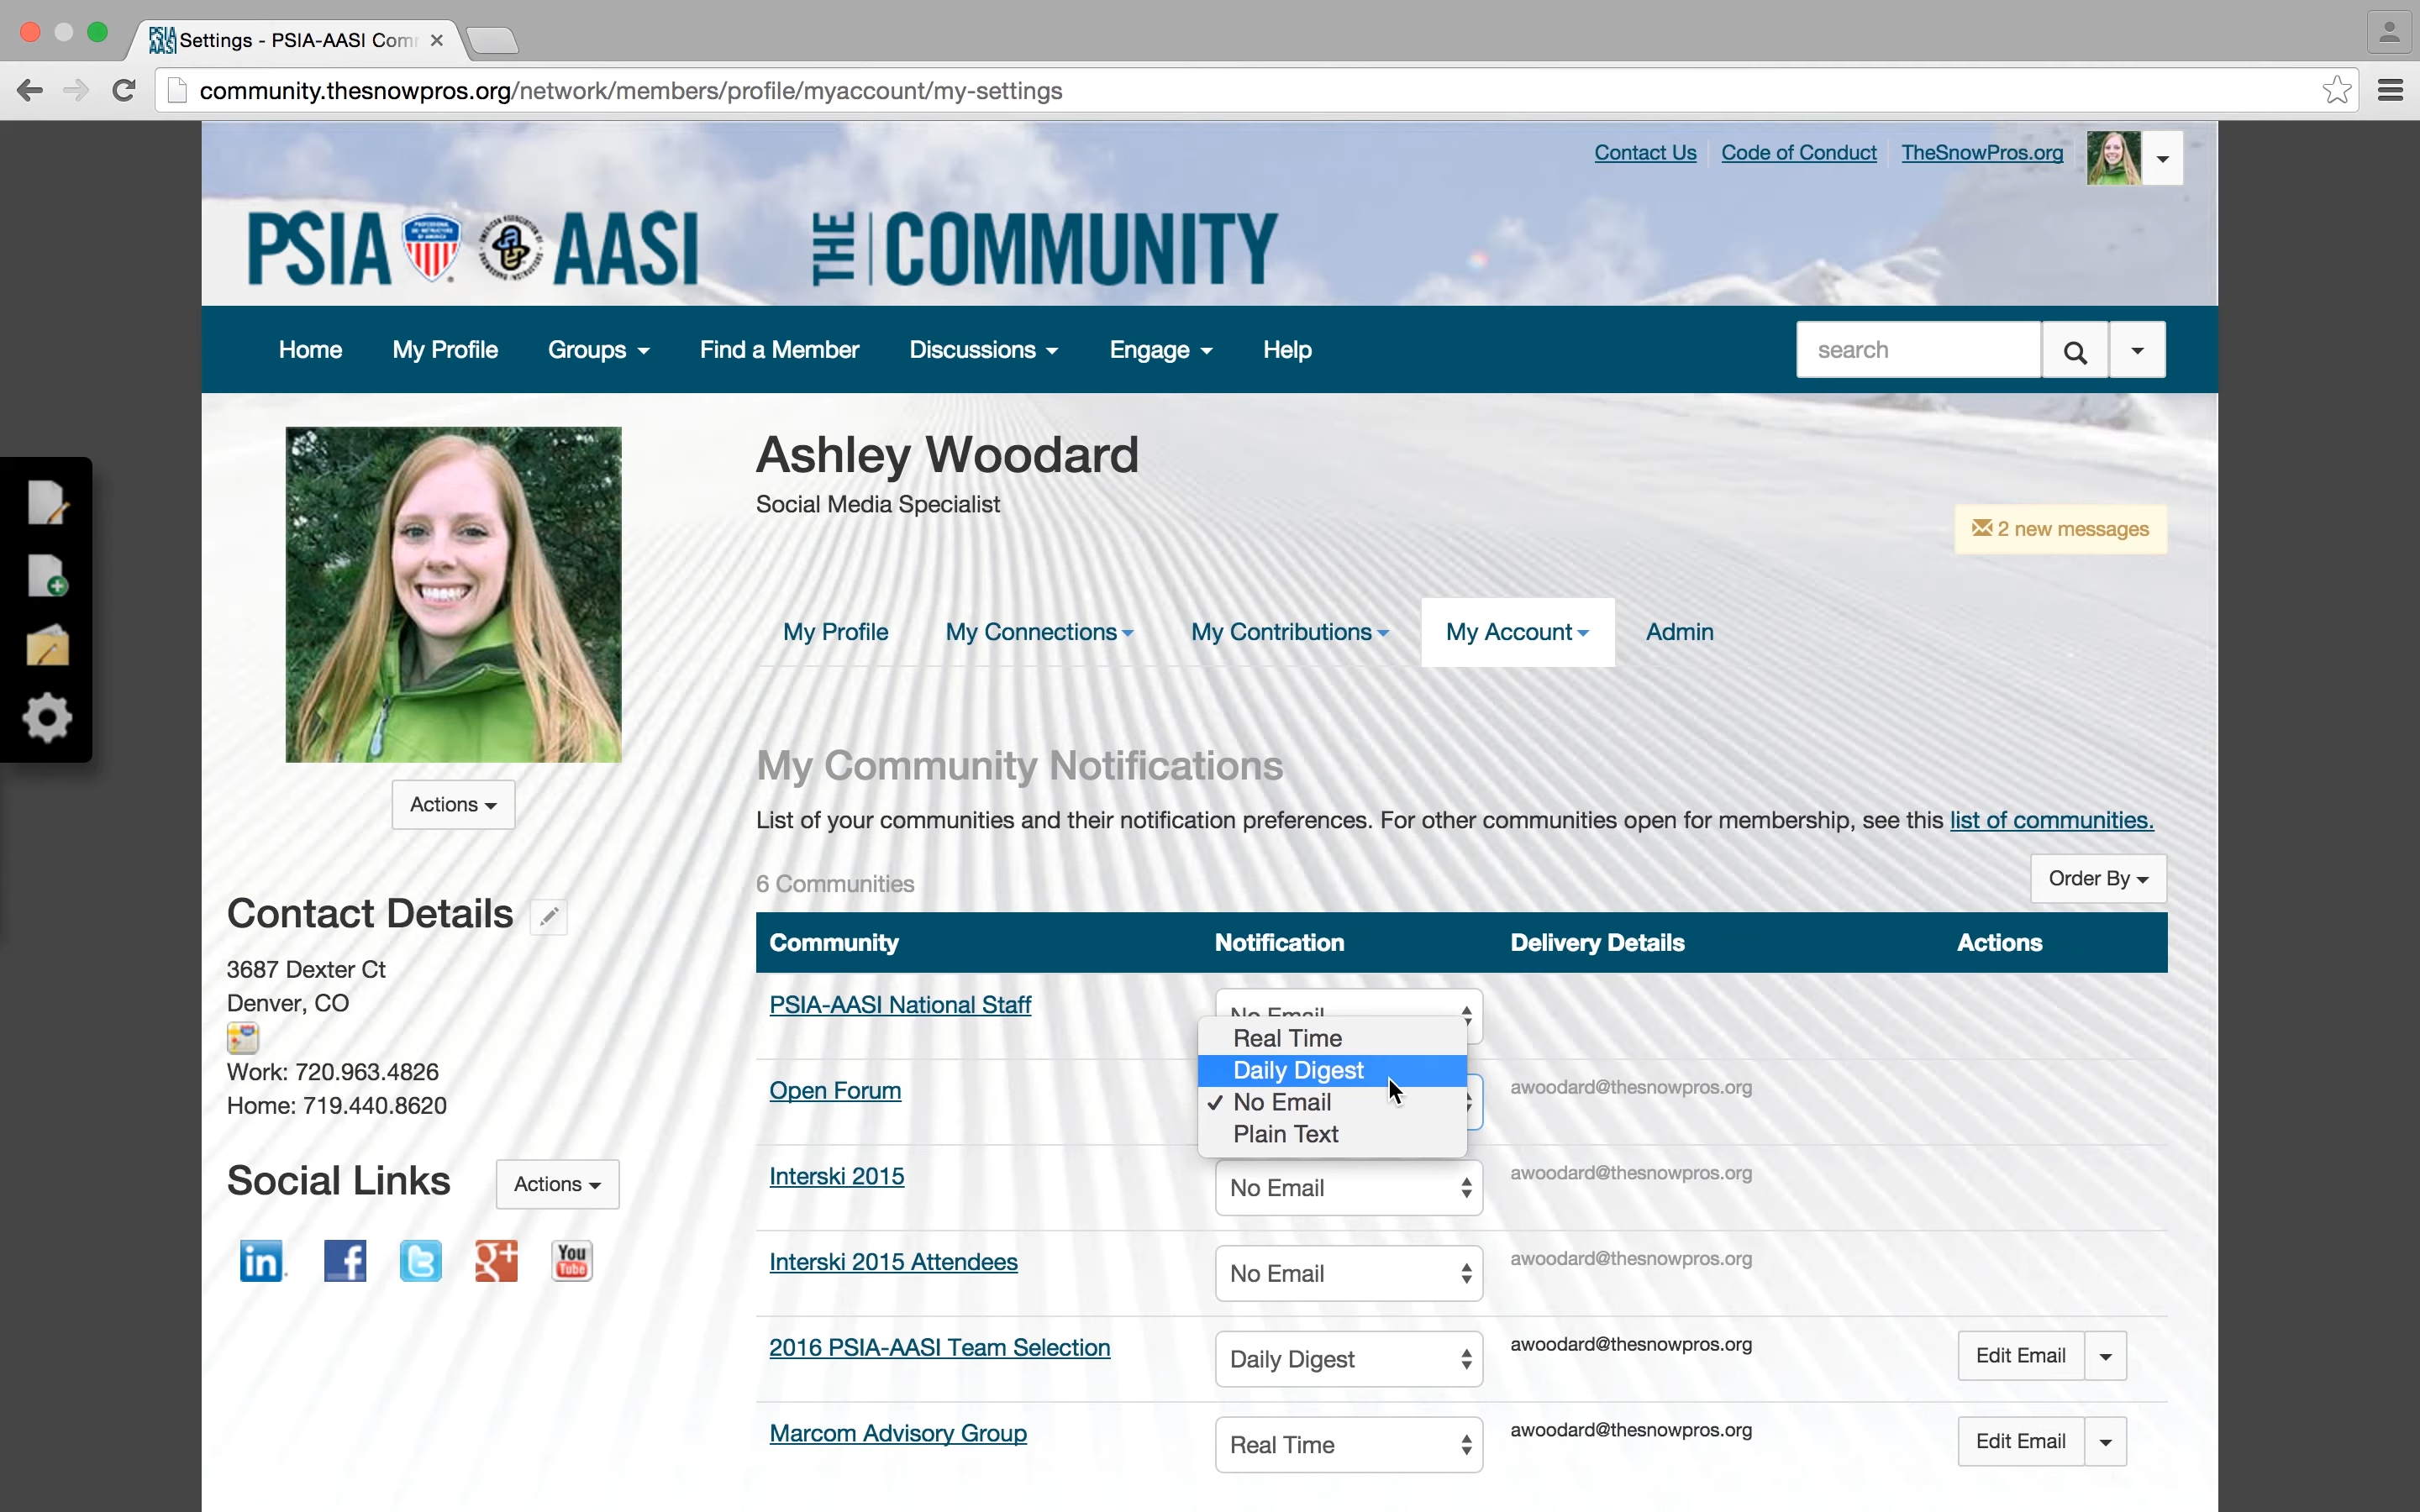 Settings - PSIA-AASI Com
community.thesnowpros.org/network/members/profile/myaccount/my-settings
Contact Us Code of Conduct TheSnowPros.org
PSIA AASI THE COMMUNITY
Home My Profile Groups Find a Member Discussions Engage Help search
Ashley Woodard
Social Media Specialist
2 new messages
My Profile My Connections My Contributions My Account Admin
My Community Notifications
Actions
List of your communities and their notification preferences. For other communities open for membership, see this list of communities.
6 Communities Order By
Contact Details
3687 Dexter Ct
Denver, CO
Work: 720.963.4826
Home: 719.440.8620
Social Links Actions
in f t g+ You Tube
Community Notification Delivery Details Actions
PSIA-AASI National Staff No Email
Real Time
Daily Digest
No Email
Plain Text
Open Forum awoodard@thesnowpros.org
Interski 2015 No Email awoodard@thesnowpros.org
Interski 2015 Attendees No Email awoodard@thesnowpros.org
2016 PSIA-AASI Team Selection Daily Digest awoodard@thesnowpros.org Edit Email
Marcom Advisory Group Real Time awoodard@thesnowpros.org Edit Email